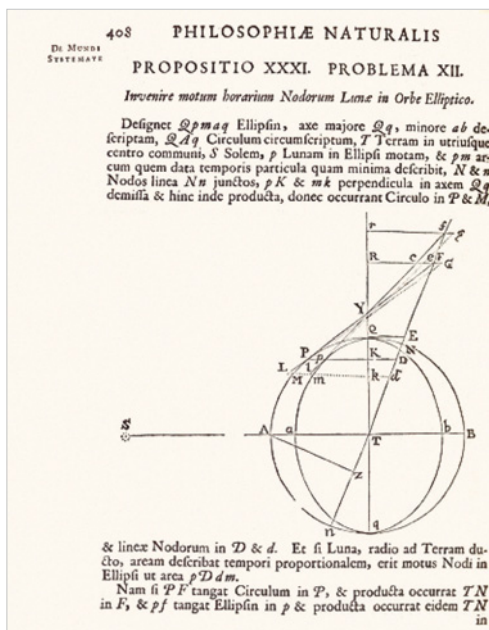 408 PHILOSOPHIÆ NATURALIS
DE MUNDI
SYSTEMATE
PROPOSITIO XXXI. PROBLEMA XII.
Invenire motum horarium Nodorum Lunæ in Orbe Elliptico.
Designet Qpmaq Ellipsin, axe majore Qq, minore ab de-
scriptam, QAq Circulum circumscriptum, T Terram in utriusque
centro communi, S Solem, p Lunam in Ellipsi motam, & pm ar-
cum quem data temporis particula quam minima describit, N & n
Nodos linea Nn junctos, pK & mk perpendicula in axem Qq
demissa & hinc inde producta, donec occurrant Circulo in P & M,
r
R c
G
Y
Q E
P p K D N
L l
M m k d
S A a T b B
Z
n q
& lineæ Nodorum in D & d. Et si Luna, radio ad Terram du-
cto, aream describat tempori proportionalem, erit motus Nodi in
Ellipsi ut area pDdm.
Nam si PF tangat Circulum in P, & producta occurrat TN
in F, & pf tangat Ellipsin in p & producta occurrat eidem TN
in